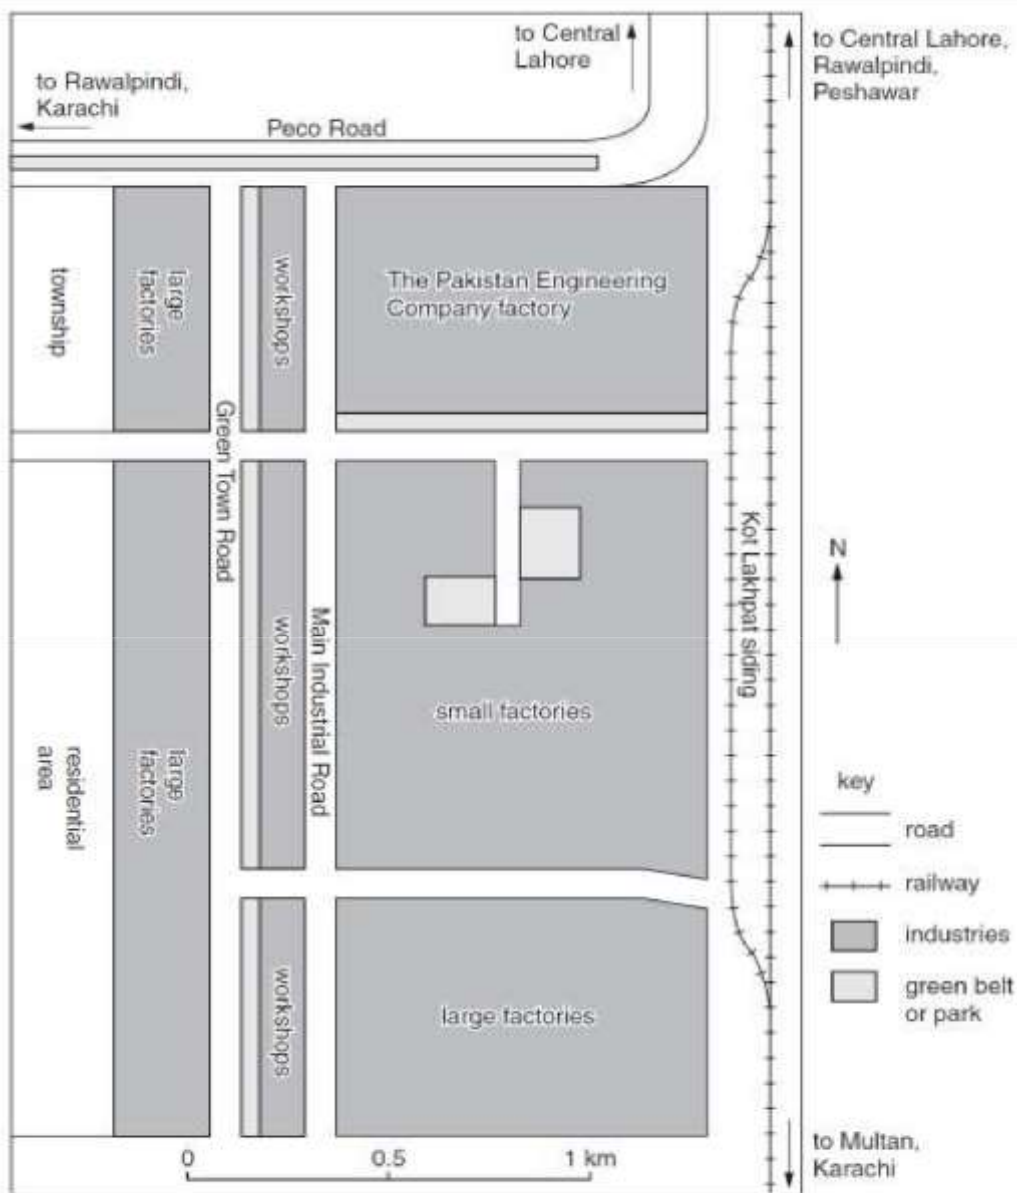 to Central
Lahore
to Central Lahore,
Rawalpindi,
Peshawar
to Rawalpindi,
Karachi
Peco Road
township
large
factories
workshops
The Pakistan Engineering
Company factory
Green Town Road
Kot Lakhpat siding
N
Main Industrial Road
workshops
small factories
residential
area
large
factories
key
road
railway
industries
green belt
or park
workshops
large factories
0
0.5
1 km
to Multan,
Karachi